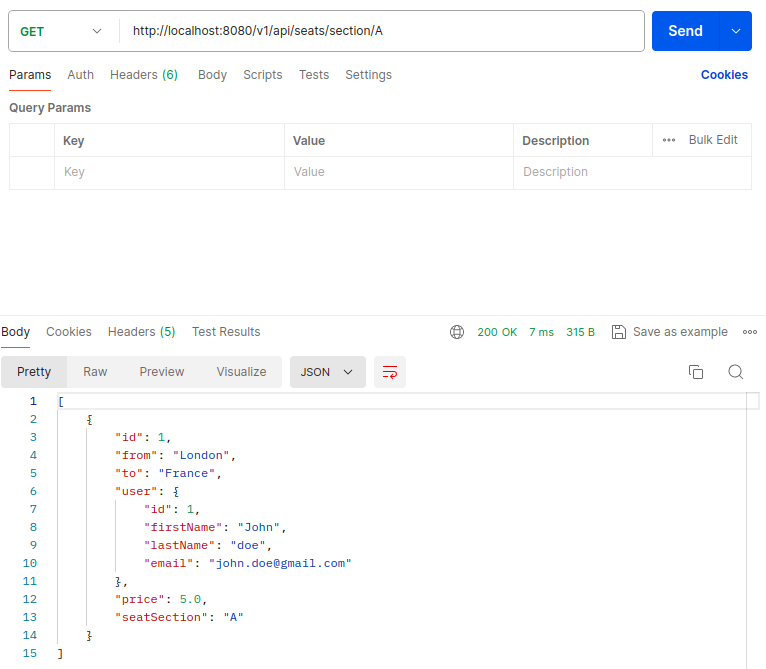 GET http://localhost:8080/v1/api/seats/section/A Send
Params Auth Headers (6) Body Scripts Tests Settings Cookies
Query Params
Key Value Description ••• Bulk Edit
Key Value Description
Body Cookies Headers (5) Test Results 200 OK 7 ms 315 B Save as example
Pretty Raw Preview Visualize JSON
1 [
2 {
3 "id": 1,
4 "from": "London",
5 "to": "France",
6 "user": {
7 "id": 1,
8 "firstName": "John",
9 "lastName": "doe",
10 "email": "john.doe@gmail.com"
11 },
12 "price": 5.0,
13 "seatSection": "A"
14 }
15 ]